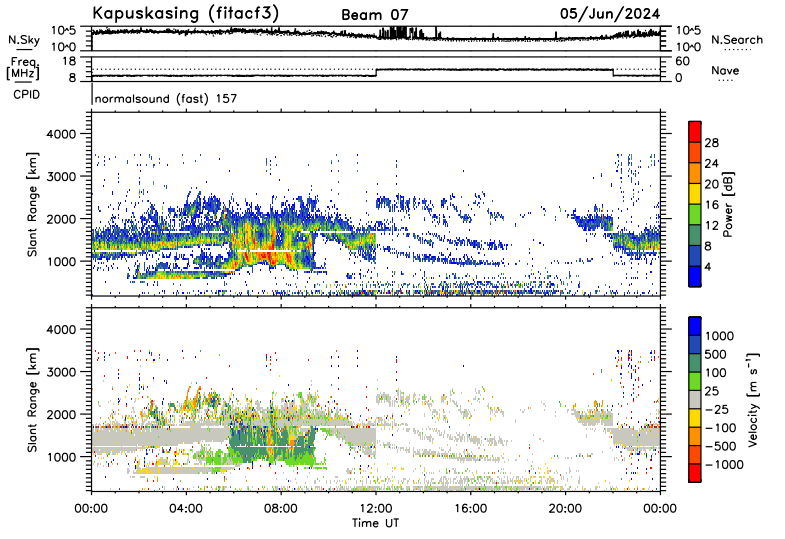 Kapuskasing (fitacf3) Beam 07 05/Jun/2024
N.Sky 10^5 10^0 10^5 10^0 N.Search
Freq. [MHz] 18 8 60 0 Nave
CPID normalsound (fast) 157
Slant Range [km] 4000 3000 2000 1000
28 24 20 16 12 8 4 Power [dB]
Slant Range [km] 4000 3000 2000 1000
1000 500 100 25 −25 −100 −500 −1000 Velocity [m s⁻¹]
00:00 04:00 08:00 12:00 16:00 20:00 00:00
Time UT